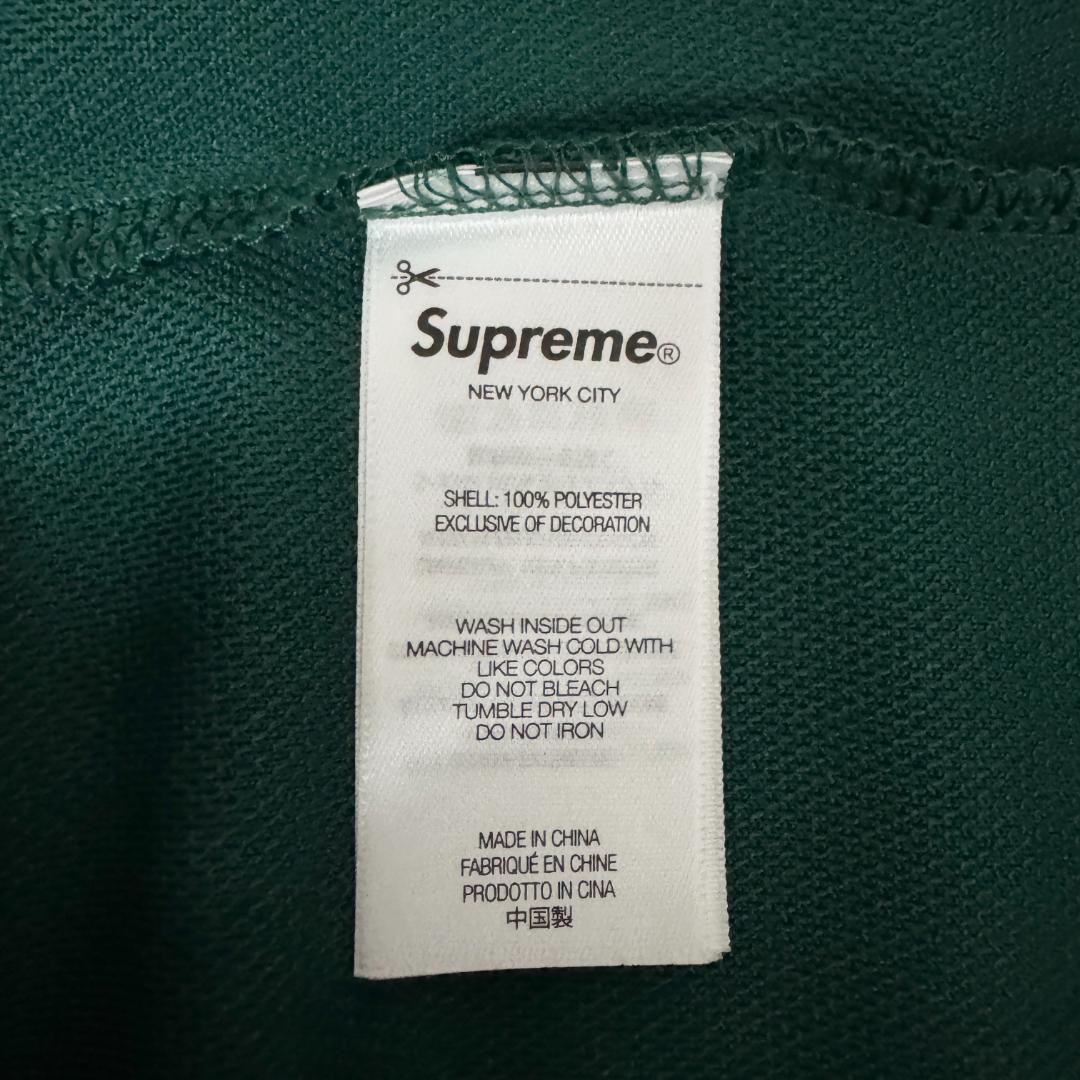 Supreme®
NEW YORK CITY
SHELL: 100% POLYESTER
EXCLUSIVE OF DECORATION
WASH INSIDE OUT
MACHINE WASH COLD WITH
LIKE COLORS
DO NOT BLEACH
TUMBLE DRY LOW
DO NOT IRON
MADE IN CHINA
FABRIQUÉ EN CHINE
PRODOTTO IN CINA
中国製